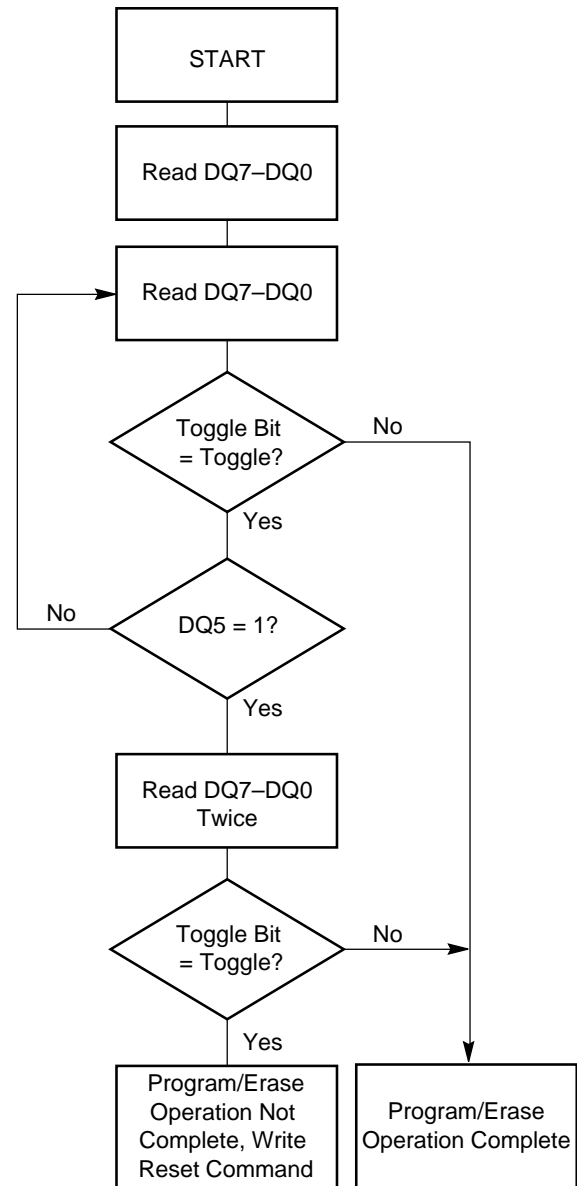 START
Read DQ7–DQ0
Read DQ7–DQ0
Toggle Bit
= Toggle?
No
Yes
No
DQ5 = 1?
Yes
Read DQ7–DQ0
Twice
Toggle Bit
= Toggle?
No
Yes
Program/Erase
Operation Not
Complete, Write
Reset Command
Program/Erase
Operation Complete